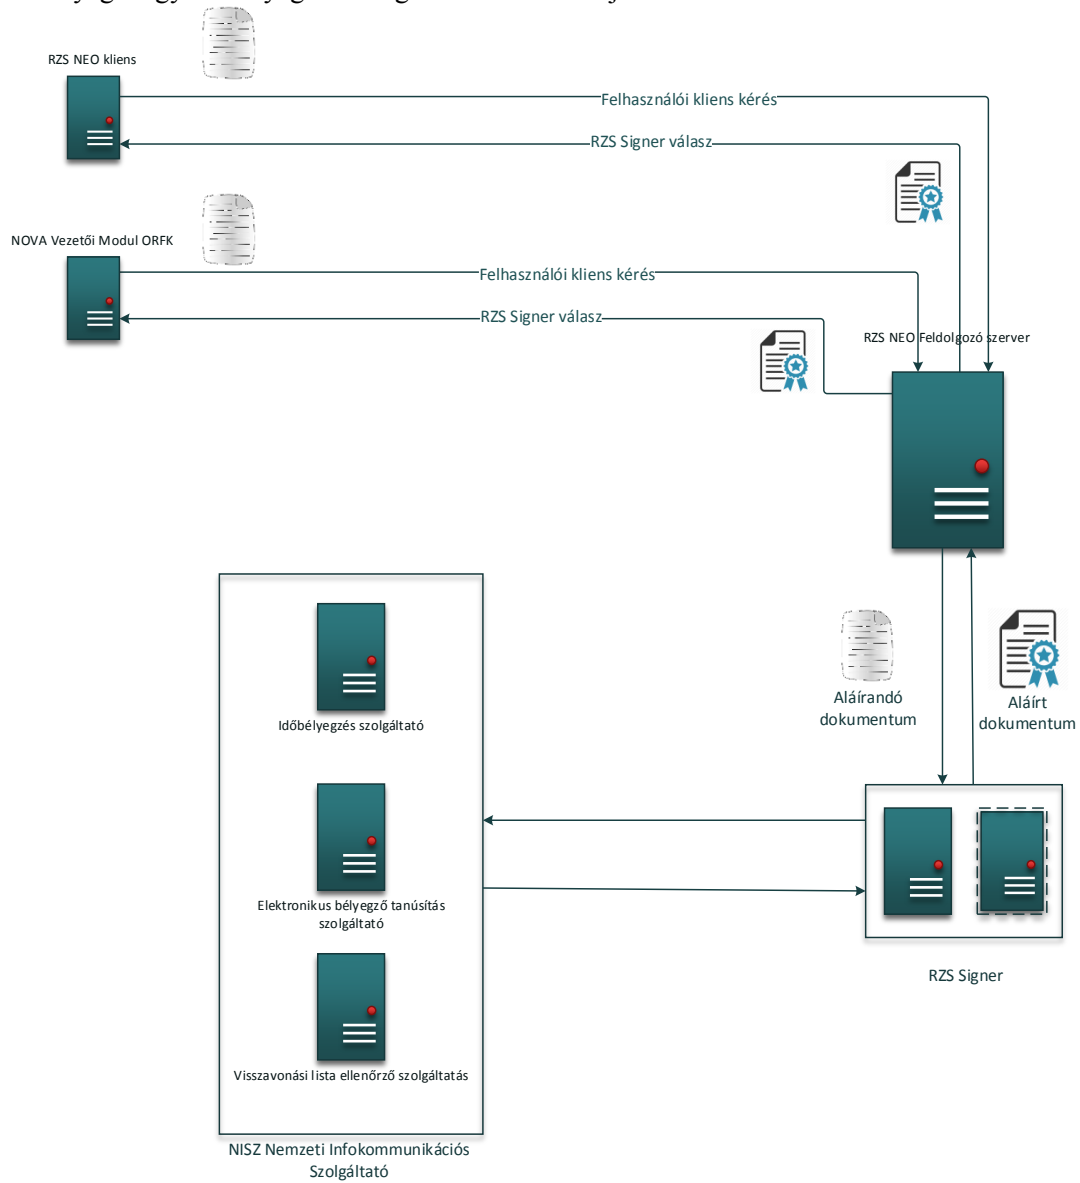 RZS NEO kliens
Felhasználói kliens kérés
RZS Signer válasz
NOVA Vezetői Modul ORFK
Felhasználói kliens kérés
RZS Signer válasz
RZS NEO Feldolgozó szerver
Aláírandó
dokumentum
Aláírt
dokumentum
Időbélyegzés szolgáltató
Elektronikus bélyegző tanúsítás
szolgáltató
Visszavonási lista ellenőrző szolgáltatás
RZS Signer
NISZ Nemzeti Infokommunikációs
Szolgáltató